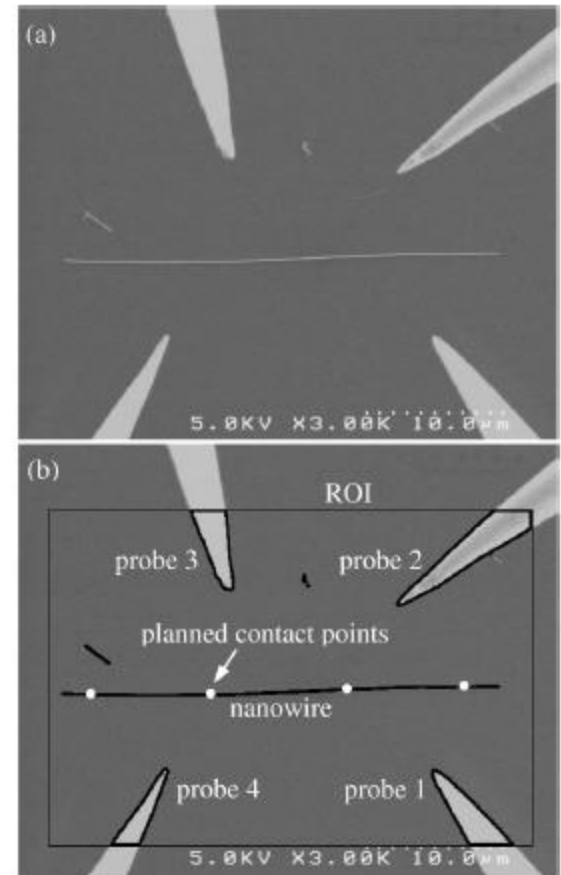 (a)
5.0KV X3.00K 10.0µm
(b)
ROI
probe 3
probe 2
planned contact points
nanowire
probe 4
probe 1
5.0KV X3.00K 10.0µm